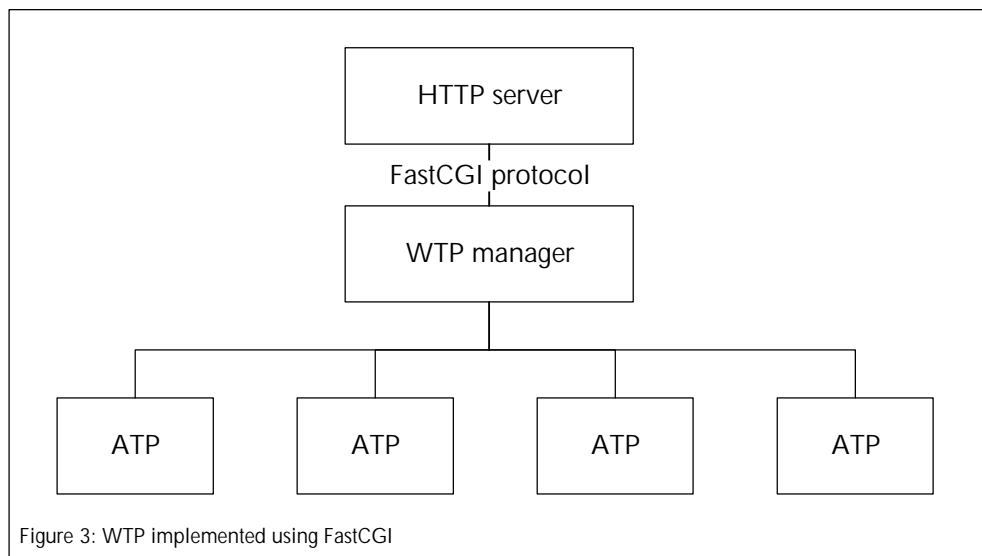 HTTP server
FastCGI protocol
WTP manager
ATP
ATP
ATP
ATP
Figure 3: WTP implemented using FastCGI